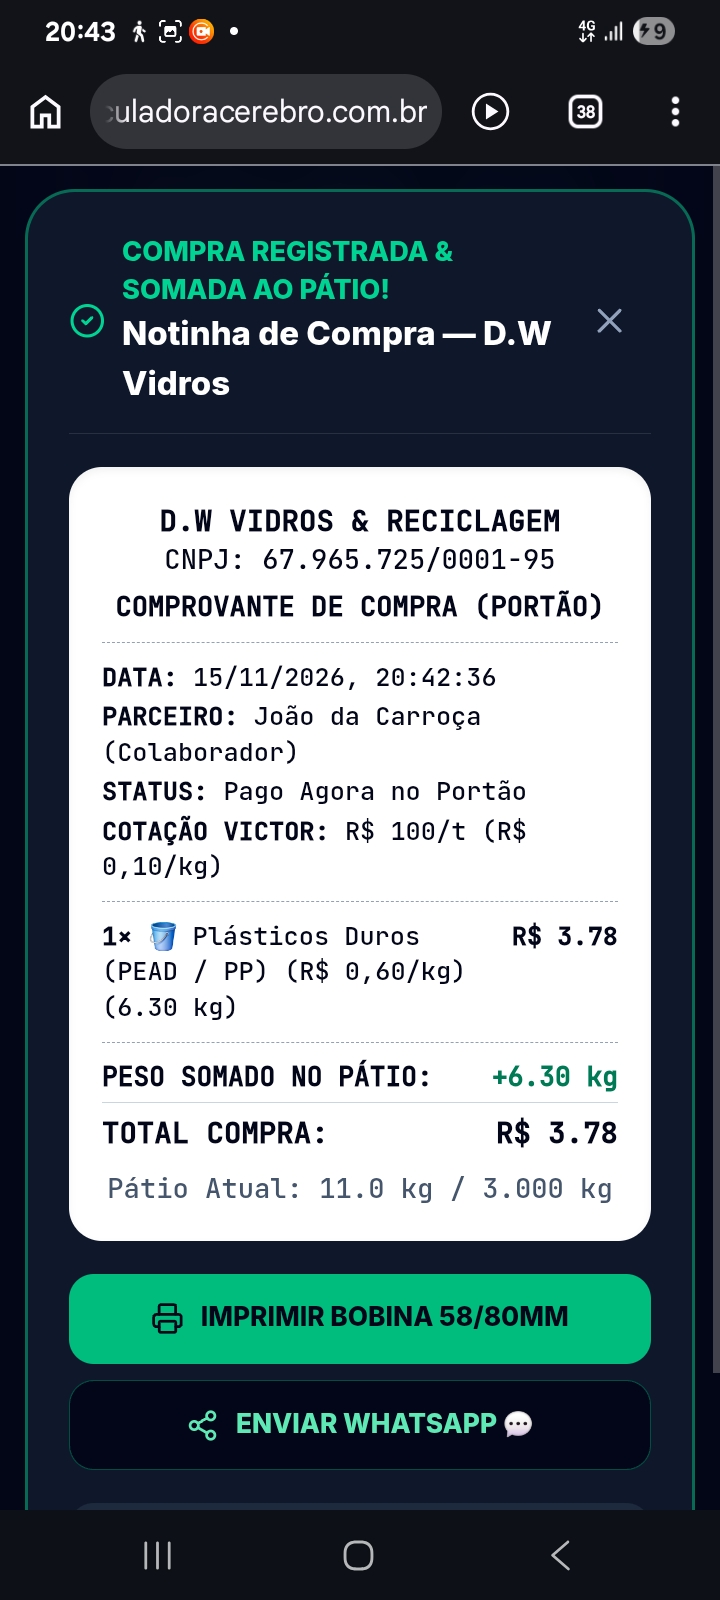 20:43
4G
9
uladoracerebro.com.br
38
COMPRA REGISTRADA &
SOMADA AO PÁTIO!
Notinha de Compra — D.W
Vidros
D.W VIDROS & RECICLAGEM
CNPJ: 67.965.725/0001-95
COMPROVANTE DE COMPRA (PORTÃO)
DATA: 15/11/2026, 20:42:36
PARCEIRO: João da Carroça
(Colaborador)
STATUS: Pago Agora no Portão
COTAÇÃO VICTOR: R$ 100/t (R$
0,10/kg)
1× 🪣 Plásticos Duros R$ 3.78
(PEAD / PP) (R$ 0,60/kg)
(6.30 kg)
PESO SOMADO NO PÁTIO: +6.30 kg
TOTAL COMPRA: R$ 3.78
Pátio Atual: 11.0 kg / 3.000 kg
IMPRIMIR BOBINA 58/80MM
ENVIAR WHATSAPP 💬